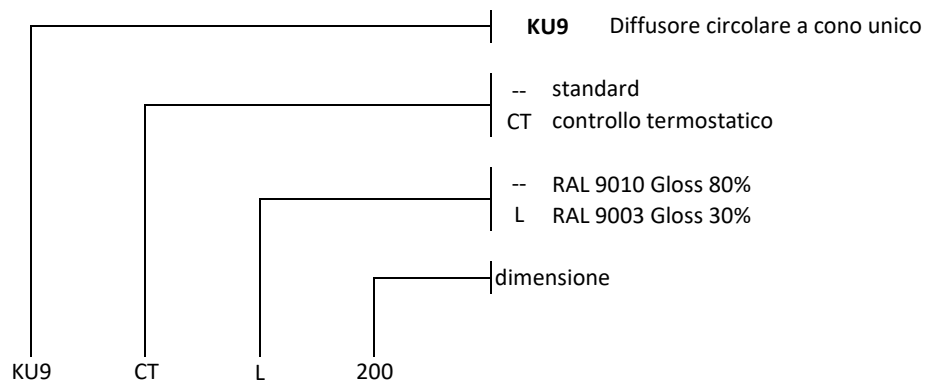 KU9 Diffusore circolare a cono unico
-- standard
CT controllo termostatico
-- RAL 9010 Gloss 80%
L RAL 9003 Gloss 30%
dimensione
KU9 CT L 200